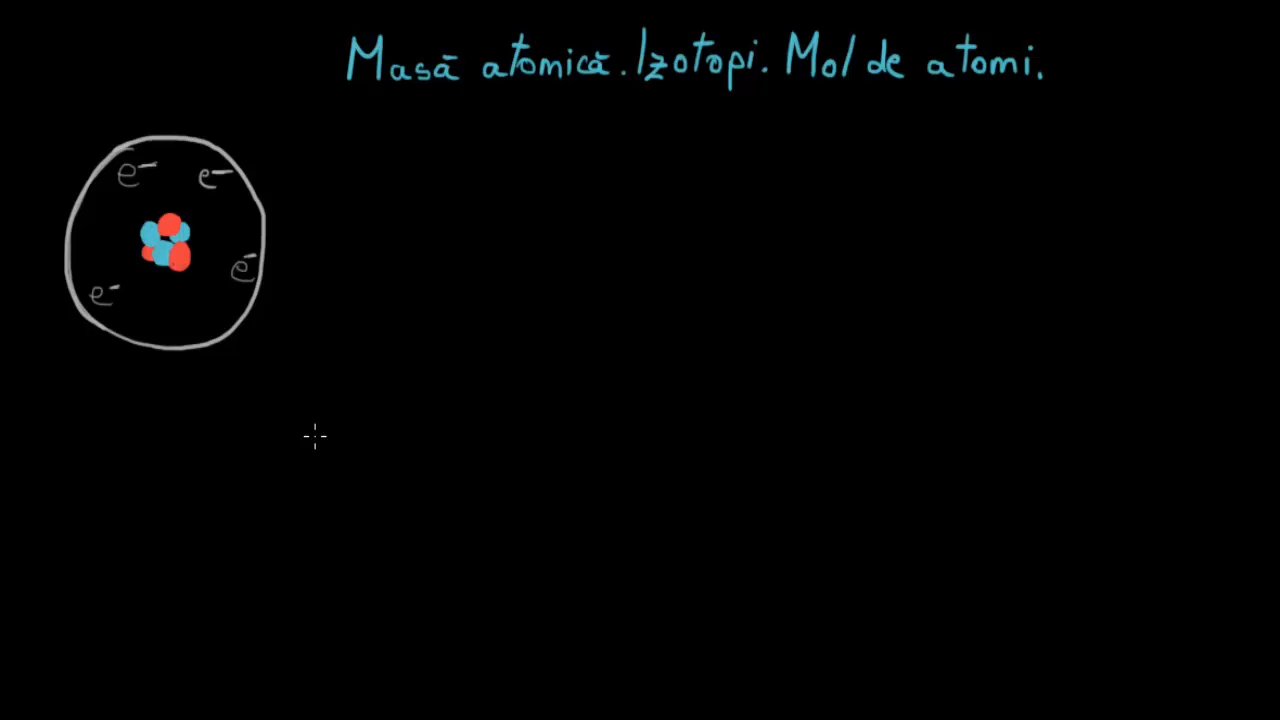 Masă atomică. Izotopi. Mol de atomi.
e⁻ e⁻
e⁻
e⁻